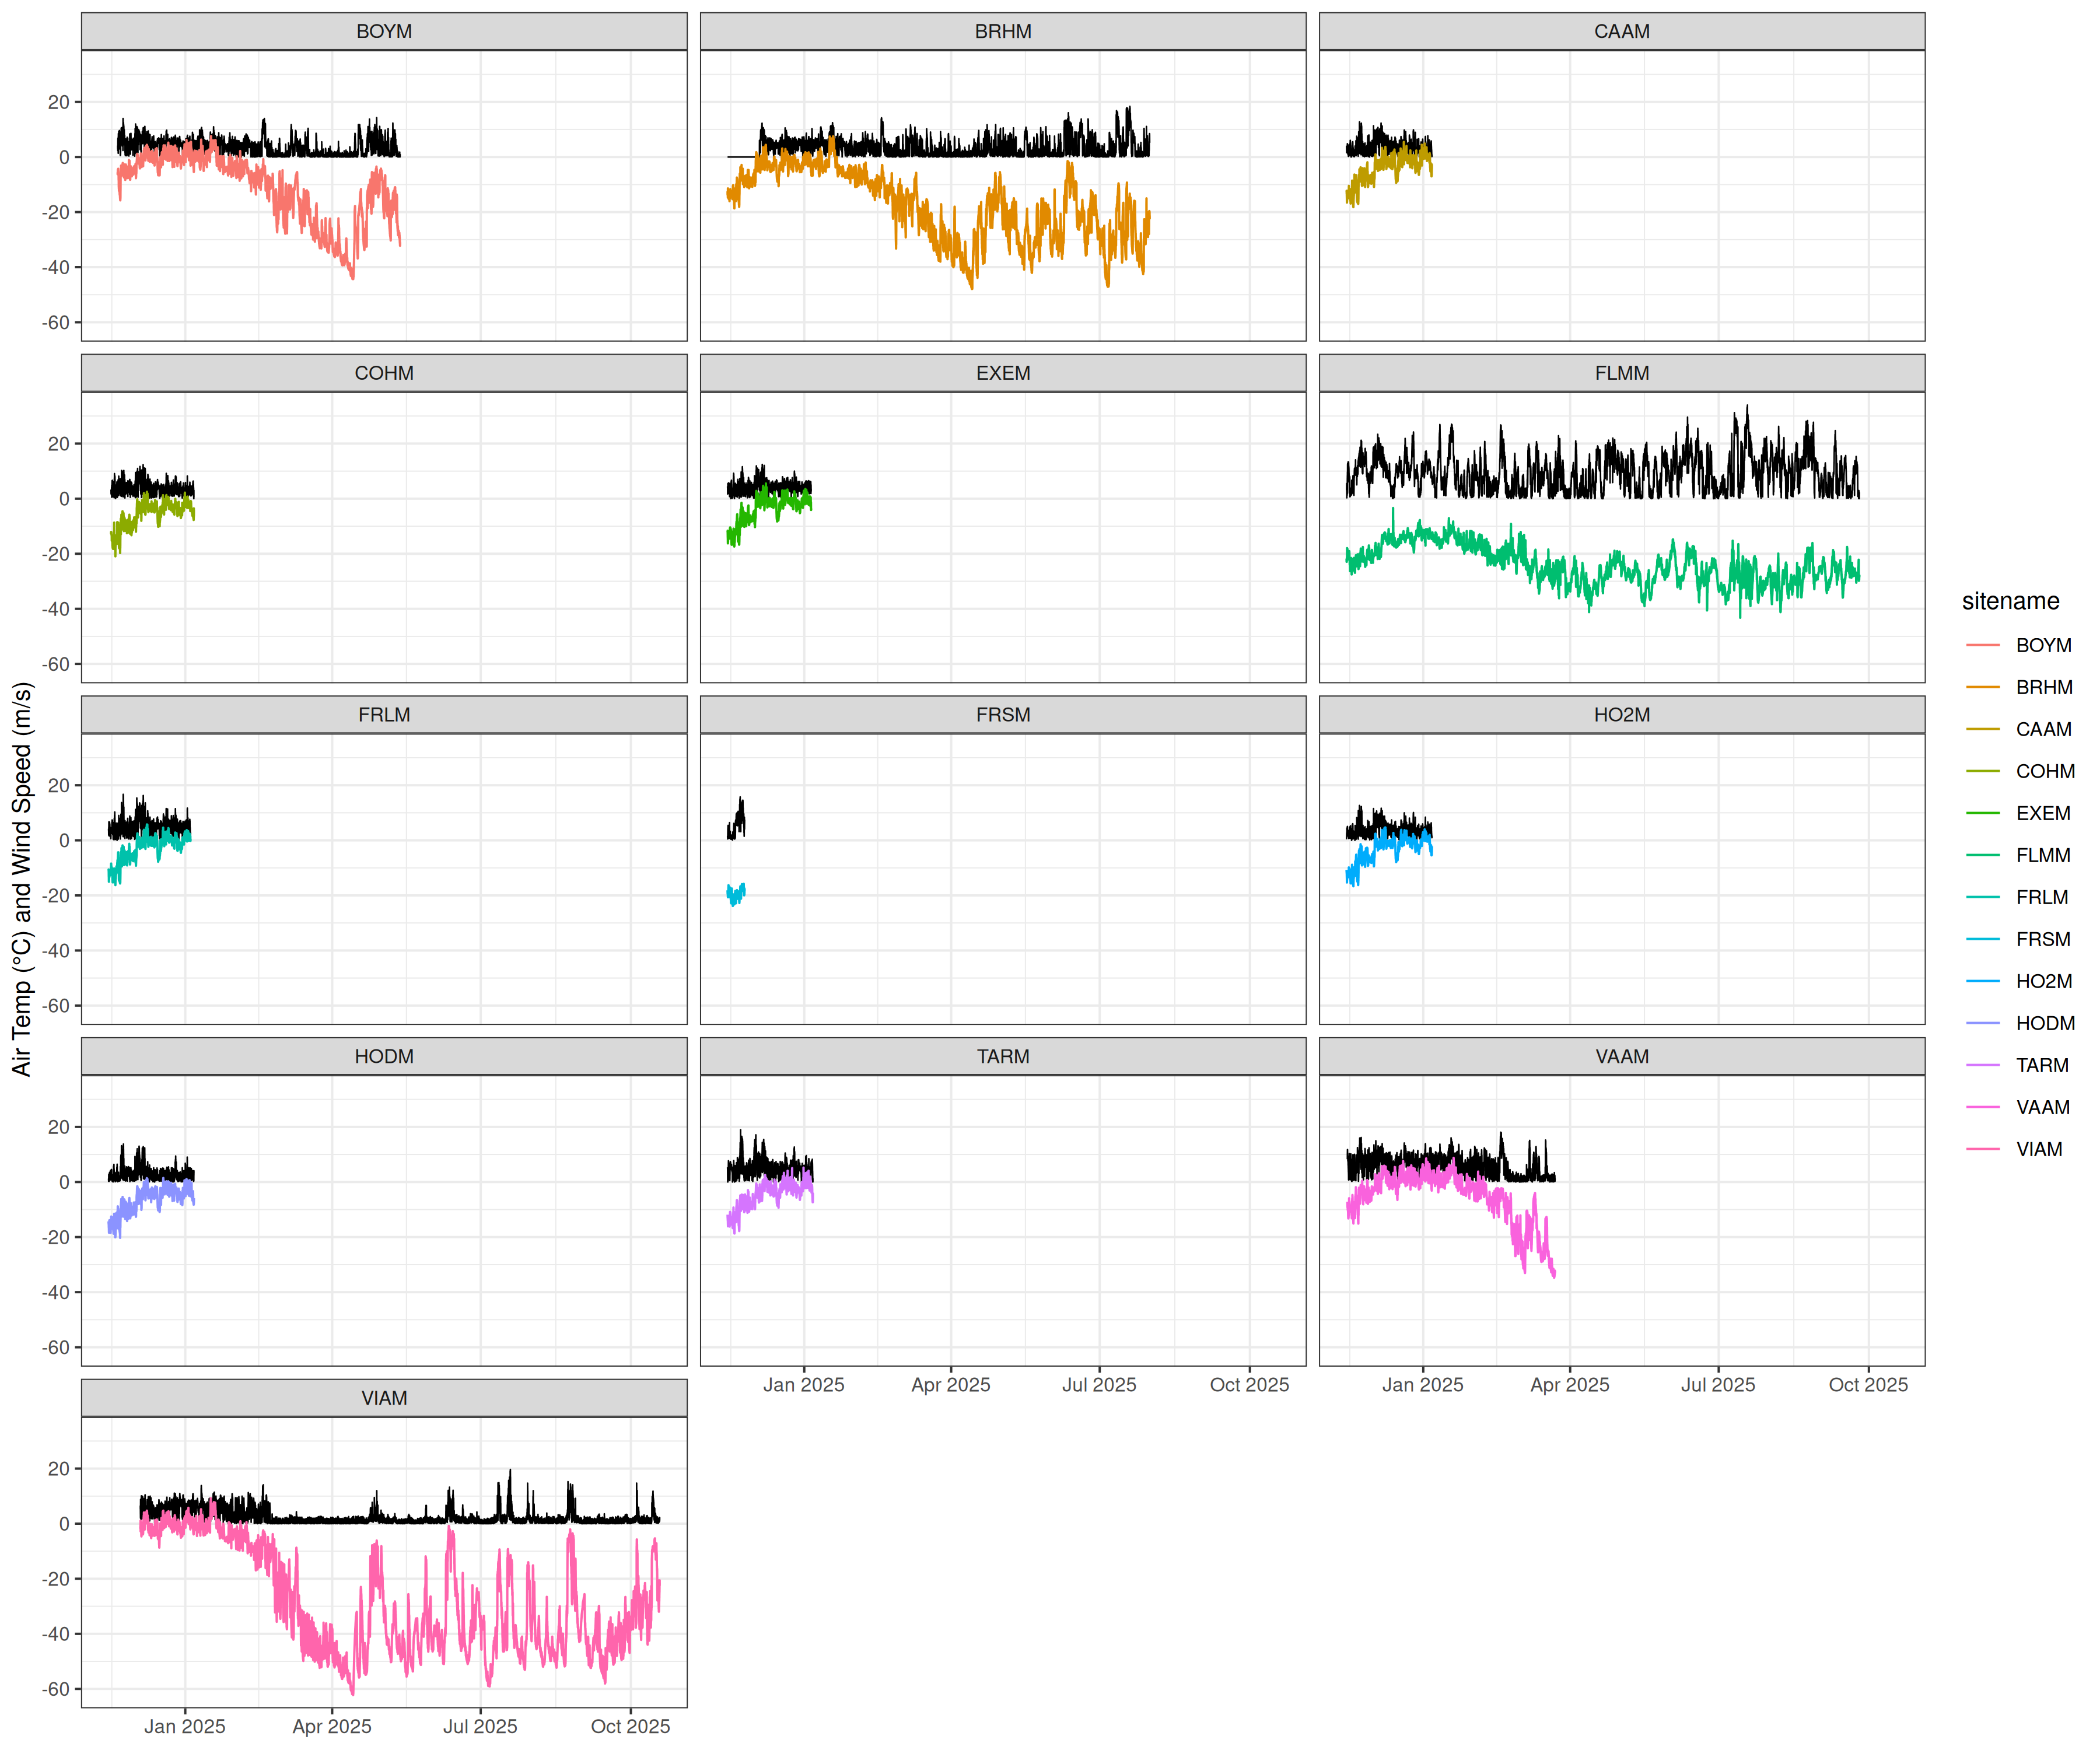 BOYM BRHM CAAM
20
0
-20
-40
-60
COHM EXEM FLMM
20
0
-20
-40
-60
FRLM FRSM HO2M
20
0
-20
-40
-60
HODM TARM VAAM
20
0
-20
-40
-60
Jan 2025 Apr 2025 Jul 2025 Oct 2025 Jan 2025 Apr 2025 Jul 2025 Oct 2025
VIAM
20
0
-20
-40
-60
Jan 2025 Apr 2025 Jul 2025 Oct 2025
Air Temp (°C) and Wind Speed (m/s)
sitename
BOYM
BRHM
CAAM
COHM
EXEM
FLMM
FRLM
FRSM
HO2M
HODM
TARM
VAAM
VIAM